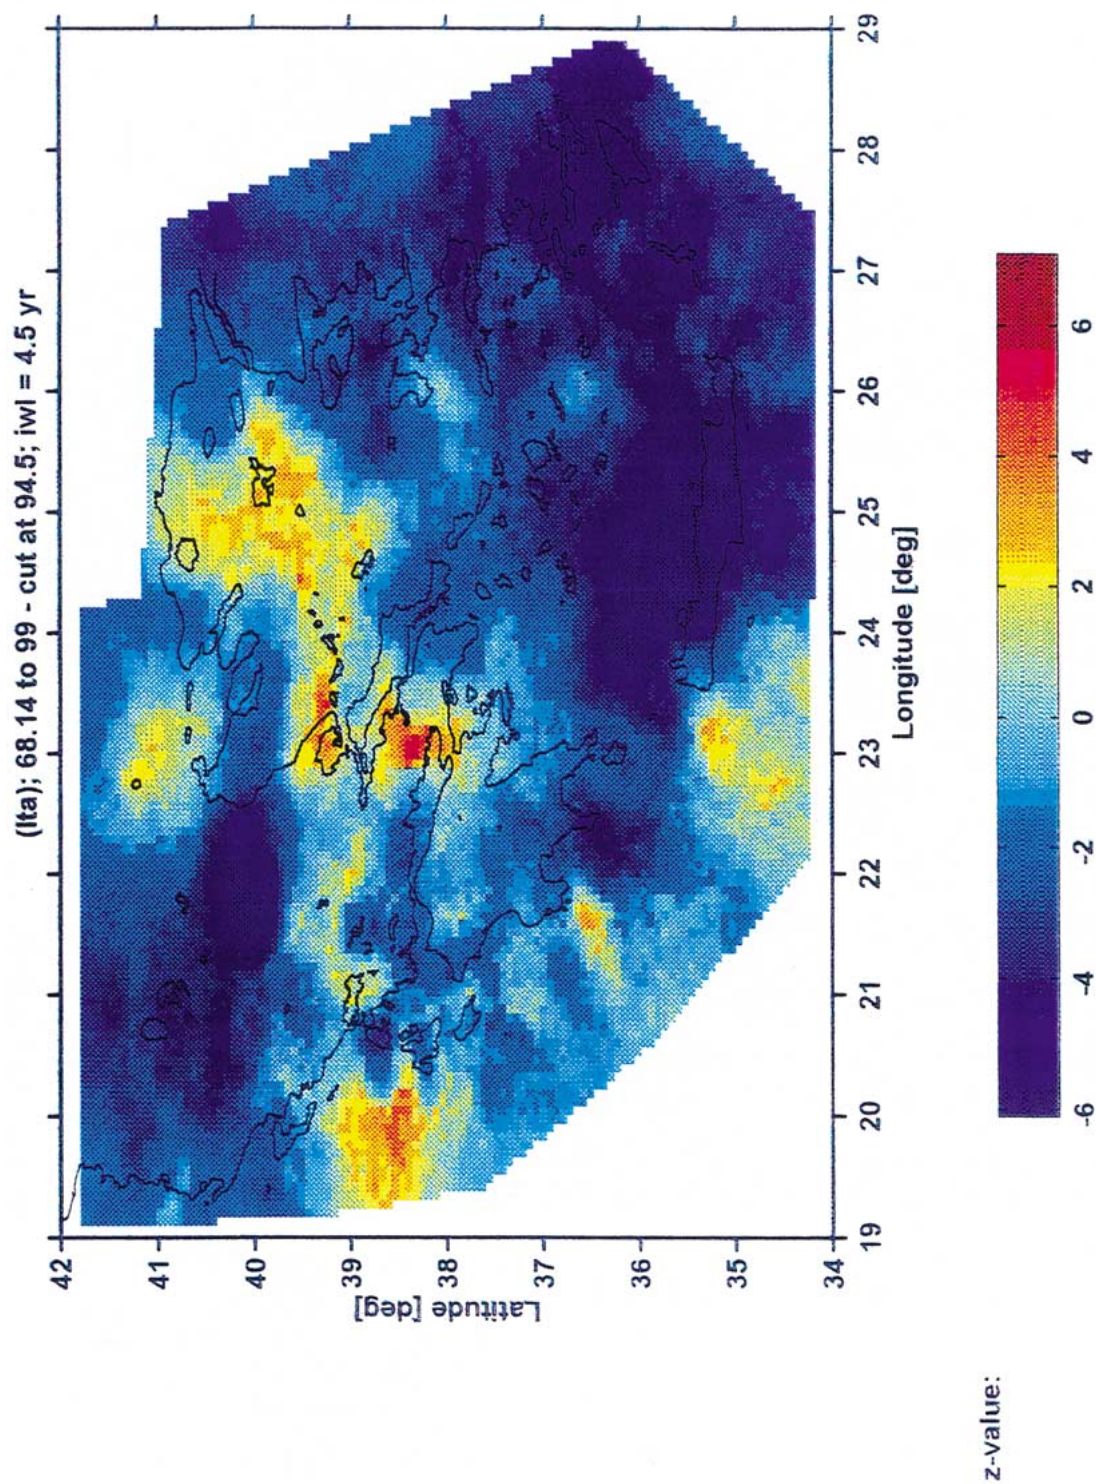 (lta); 68.14 to 99 - cut at 94.5; iwl = 4.5 yr
42
41
40
39
38
37
36
35
34
Latitude [deg]
19 20 21 22 23 24 25 26 27 28 29
Longitude [deg]
z-value:
-6 -4 -2 0 2 4 6